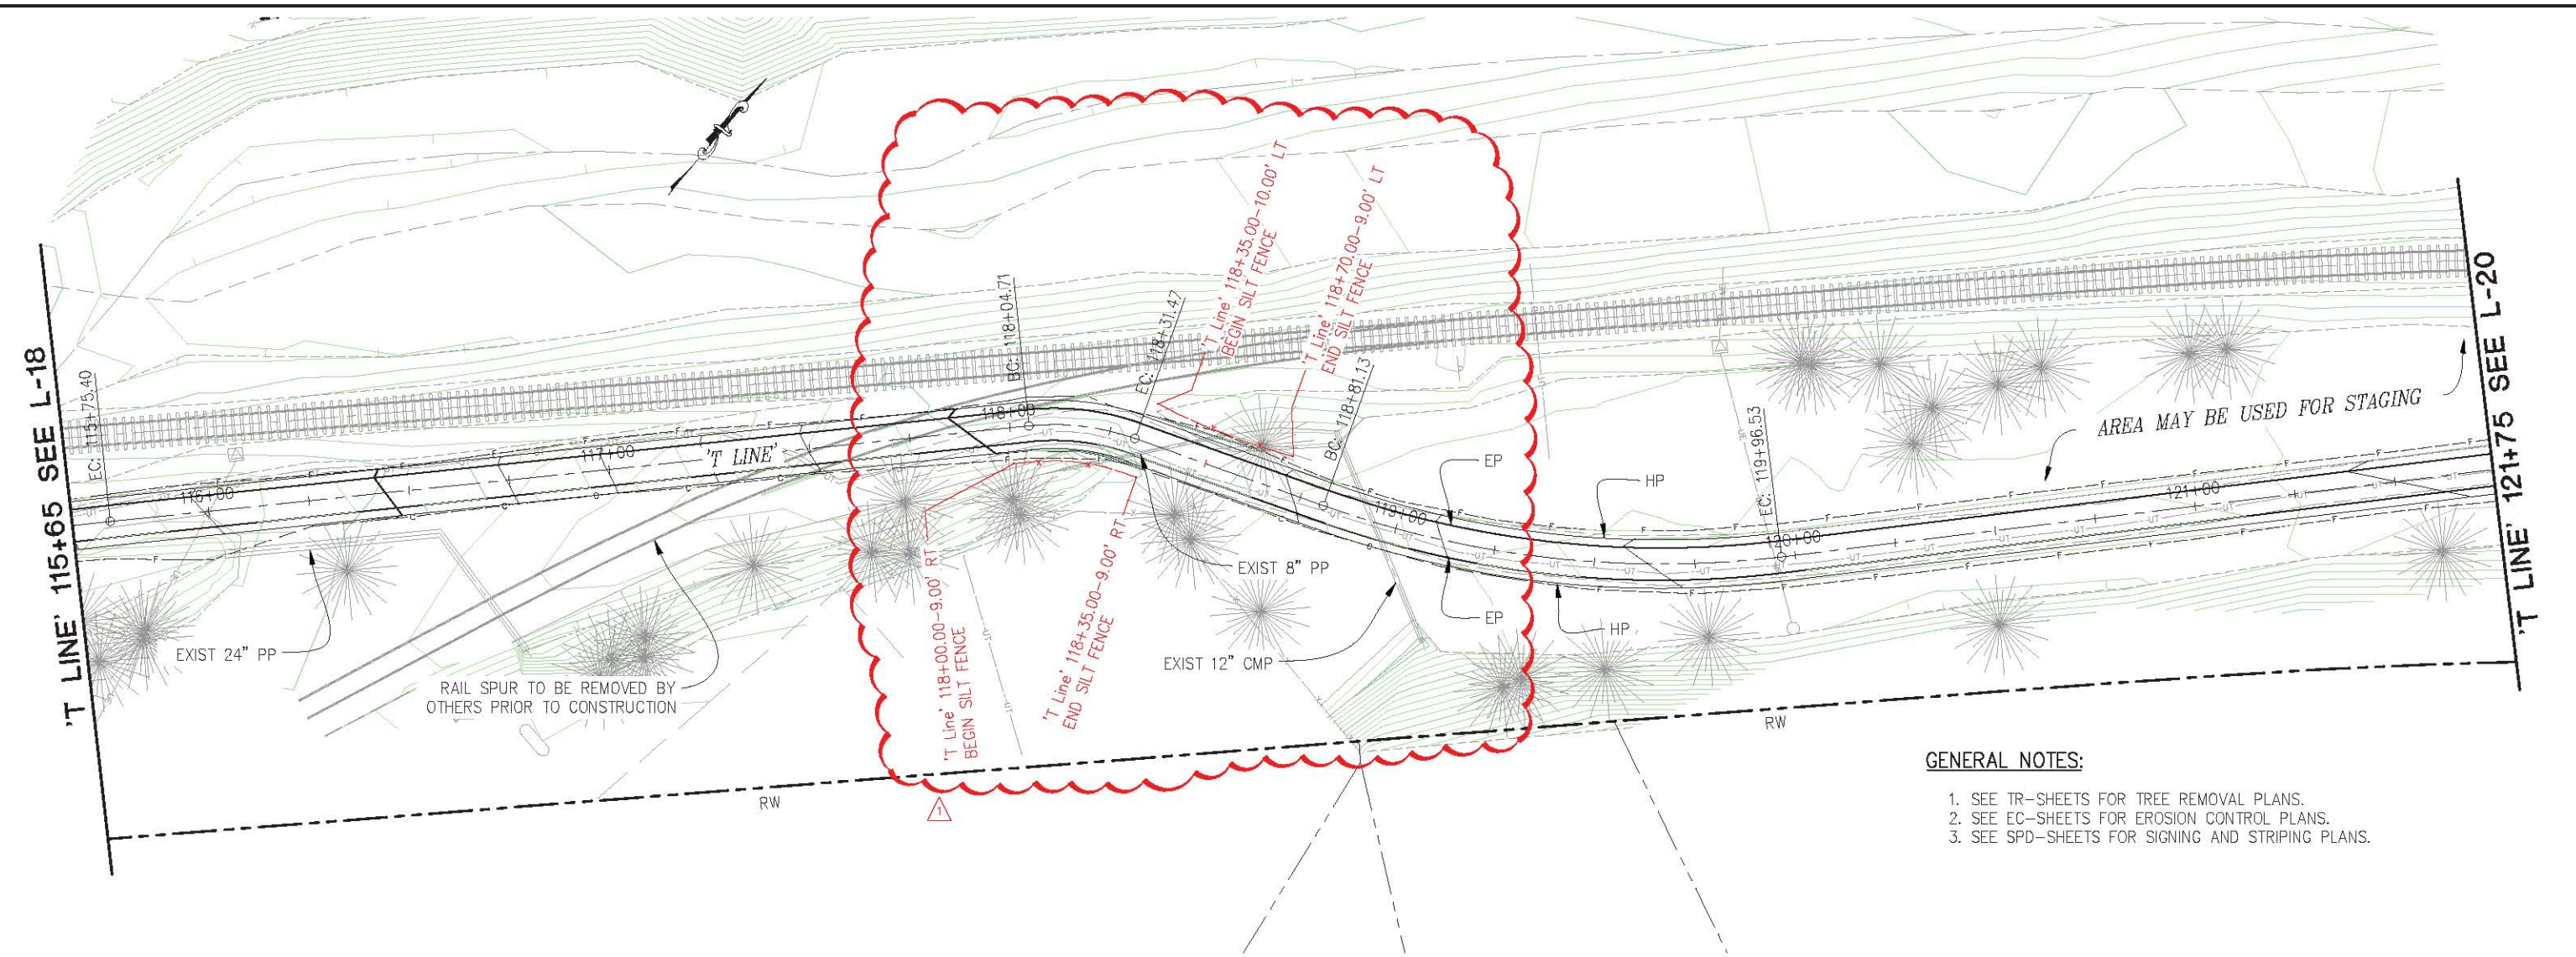 'T LINE' 115+65 SEE L-18
EC: 115+75.40
116+00
EXIST 24" PP
RAIL SPUR TO BE REMOVED BY
OTHERS PRIOR TO CONSTRUCTION
117+00
'T LINE'
118+00
BC: 118+04.71
EC: 118+31.47
'T Line' 118+35.00-10.00' LT
BEGIN SILT FENCE
'T Line' 118+70.00-9.00' LT
END SILT FENCE
BC: 118+81.13
'T Line' 118+00.00-9.00' RT
BEGIN SILT FENCE
'T Line' 118+35.00-9.00' RT
END SILT FENCE
EXIST 8" PP
EXIST 12" CMP
119+00
EP
EP
HP
HP
EC: 119+96.53
120+00
121+00
AREA MAY BE USED FOR STAGING
'T LINE' 121+75 SEE L-20
RW
RW
1
GENERAL NOTES:
1. SEE TR-SHEETS FOR TREE REMOVAL PLANS.
2. SEE EC-SHEETS FOR EROSION CONTROL PLANS.
3. SEE SPD-SHEETS FOR SIGNING AND STRIPING PLANS.